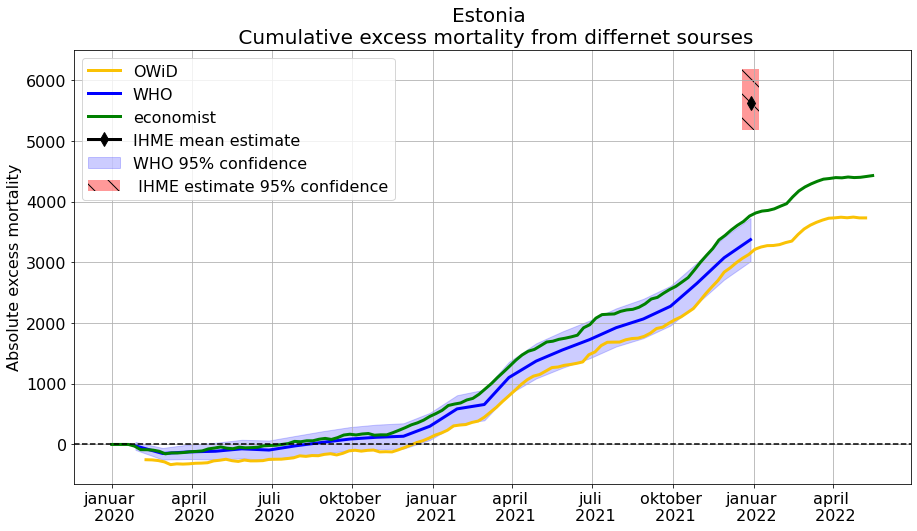 Estonia
Cumulative excess mortality from differnet sourses
OWiD
WHO
economist
IHME mean estimate
WHO 95% confidence
IHME estimate 95% confidence
Absolute excess mortality
6000
5000
4000
3000
2000
1000
0
januar april juli oktober januar april juli oktober januar april
2020 2020 2020 2020 2021 2021 2021 2021 2022 2022